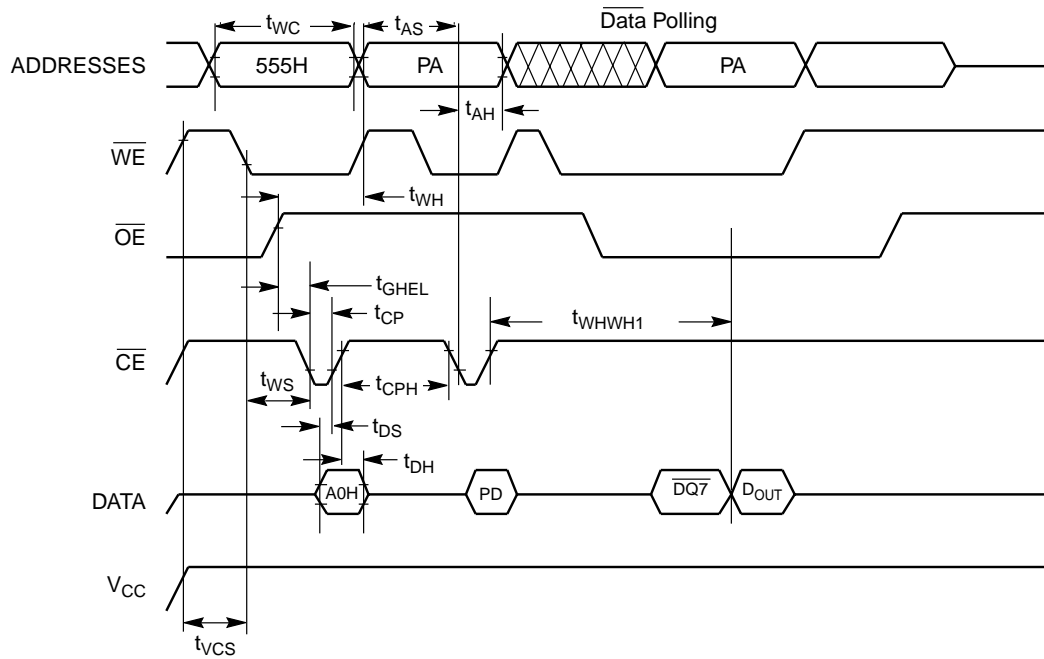 Data Polling
tWC
tAS
ADDRESSES
555H
PA
PA
tAH
WE
tWH
OE
tGHEL
tCP
tWHWH1
CE
tWS
tCPH
tDS
tDH
DATA
A0H
PD
DQ7
DOUT
VCC
tVCS